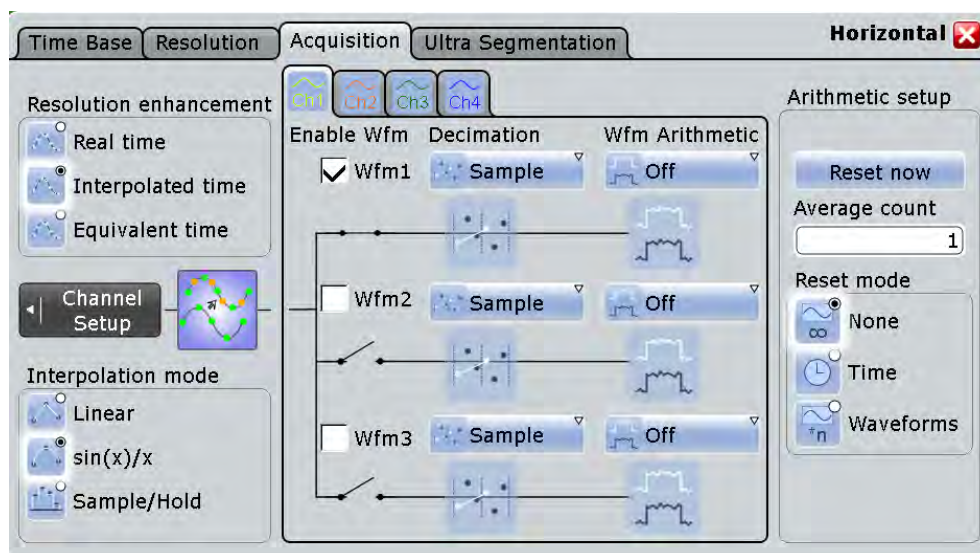 Time Base Resolution Acquisition Ultra Segmentation Horizontal
Resolution enhancement
Real time
Interpolated time
Equivalent time
Channel
Setup
Interpolation mode
Linear
sin(x)/x
Sample/Hold
Ch1 Ch2 Ch3 Ch4
Enable Wfm Decimation Wfm Arithmetic
Wfm1 Sample Off
Wfm2 Sample Off
Wfm3 Sample Off
Arithmetic setup
Reset now
Average count
1
Reset mode
∞ None
Time
*n Waveforms